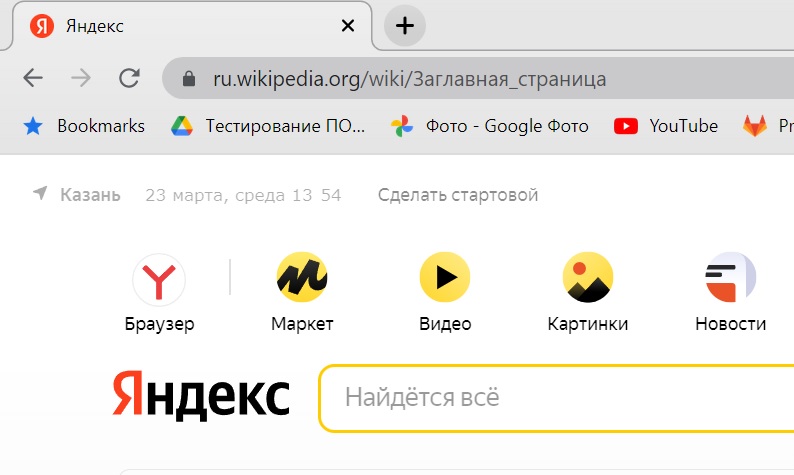 Яндекс
ru.wikipedia.org/wiki/Заглавная_страница
Bookmarks Тестирование ПО... Фото - Google Фото YouTube
Казань 23 марта, среда 13 54 Сделать стартовой
Браузер Маркет Видео Картинки Новости
Яндекс Найдётся всё